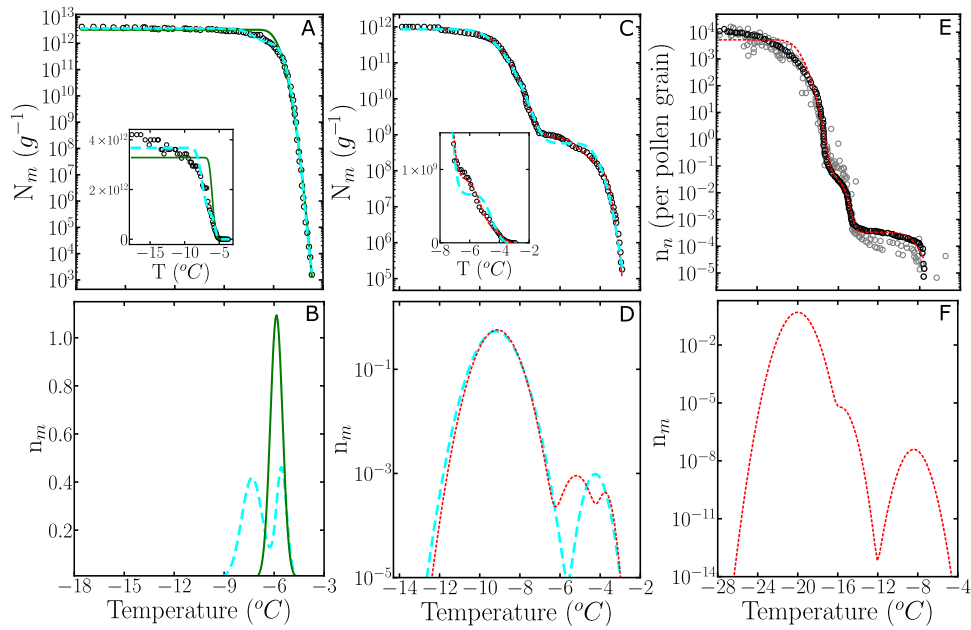 A
C
E
N_m (g^{-1})
10^{13}
10^{12}
10^{11}
10^{10}
10^9
10^8
10^7
10^6
10^5
10^4
10^3
4×10^{12}
2×10^{12}
0
−15 −10 −5
T (°C)
N_m (g^{-1})
10^{12}
10^{11}
10^{10}
10^9
10^8
10^7
10^6
10^5
1×10^9
0
−8 −6 −4 −2
T (°C)
n_n (per pollen grain)
10^5
10^4
10^3
10^2
10^1
10^0
10^{-1}
10^{-2}
10^{-3}
10^{-4}
10^{-5}
B
D
F
n_m
1.0
0.8
0.6
0.4
0.2
−18 −15 −12 −9 −6 −3
Temperature (°C)
n_m
10^{-1}
10^{-3}
10^{-5}
−14 −12 −10 −8 −6 −4 −2
Temperature (°C)
n_m
10^{-2}
10^{-5}
10^{-8}
10^{-11}
10^{-14}
−28 −24 −20 −16 −12 −8 −4
Temperature (°C)